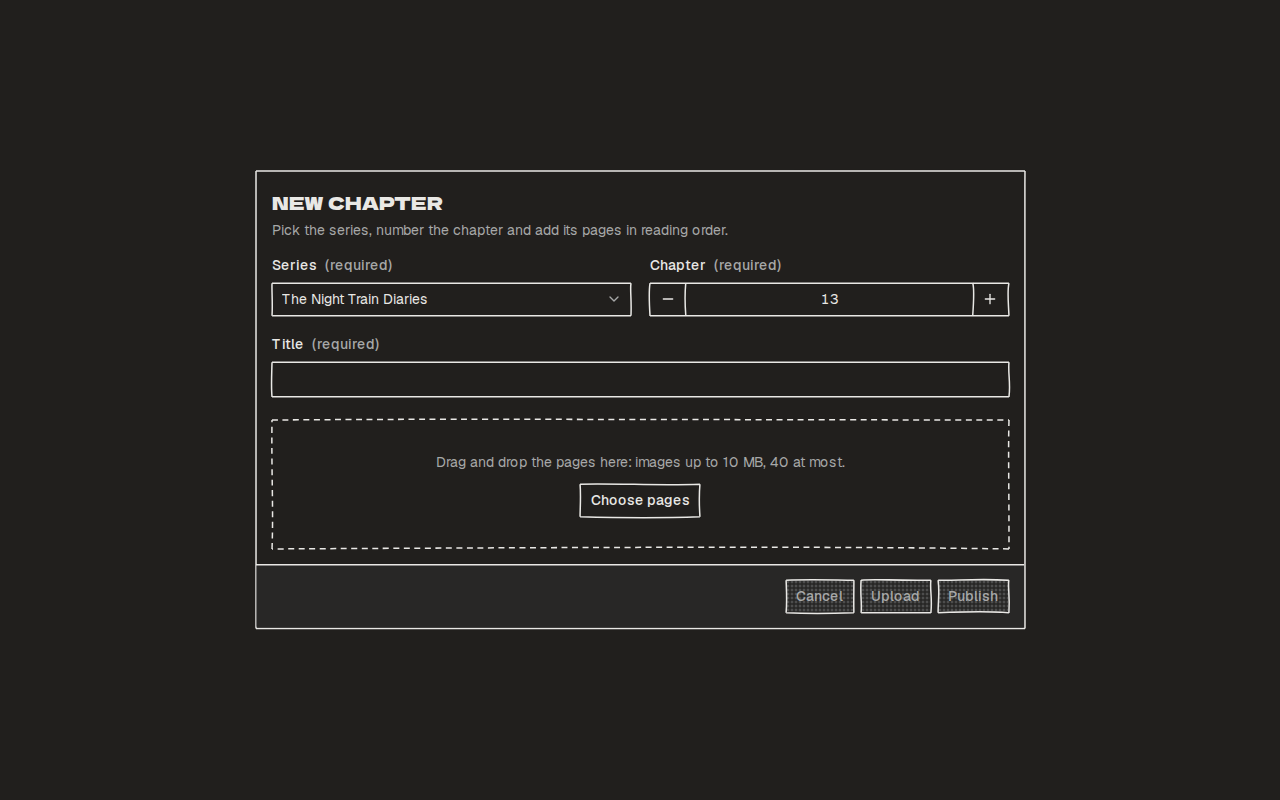 NEW CHAPTER
Pick the series, number the chapter and add its pages in reading order.
Series (required)
Chapter (required)
The Night Train Diaries
13
Title (required)
Drag and drop the pages here: images up to 10 MB, 40 at most.
Choose pages
Cancel
Upload
Publish